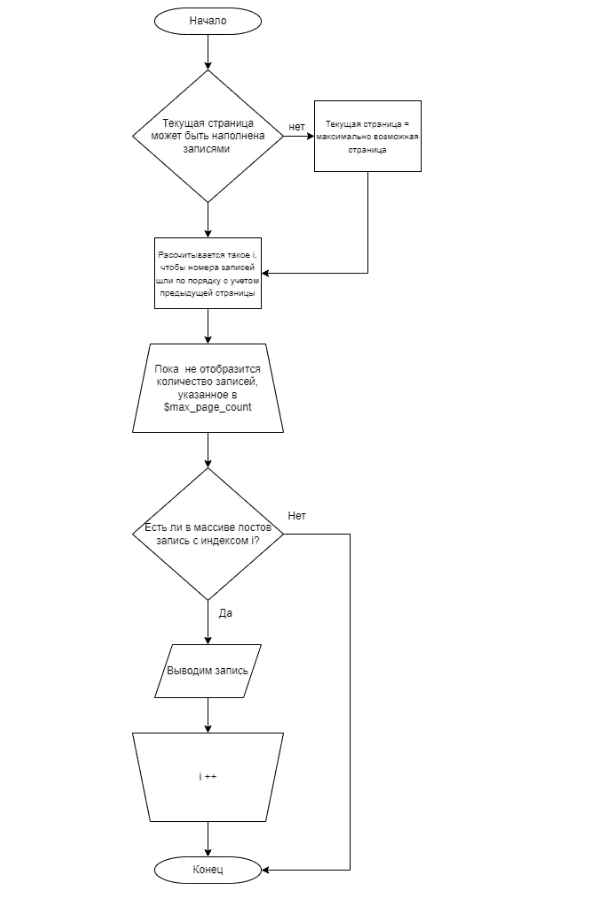 Начало
Текущая страница
может быть наполнена
записями
нет
Текущая страница =
максимально возможная
страница
Рассчитывается такое i,
чтобы номера записей
шли по порядку с учетом
предыдущей страницы
Пока не отобразится
количество записей,
указанное в
$max_page_count
Есть ли в массиве постов
запись с индексом i?
Нет
Да
Выводим запись
i ++
Конец